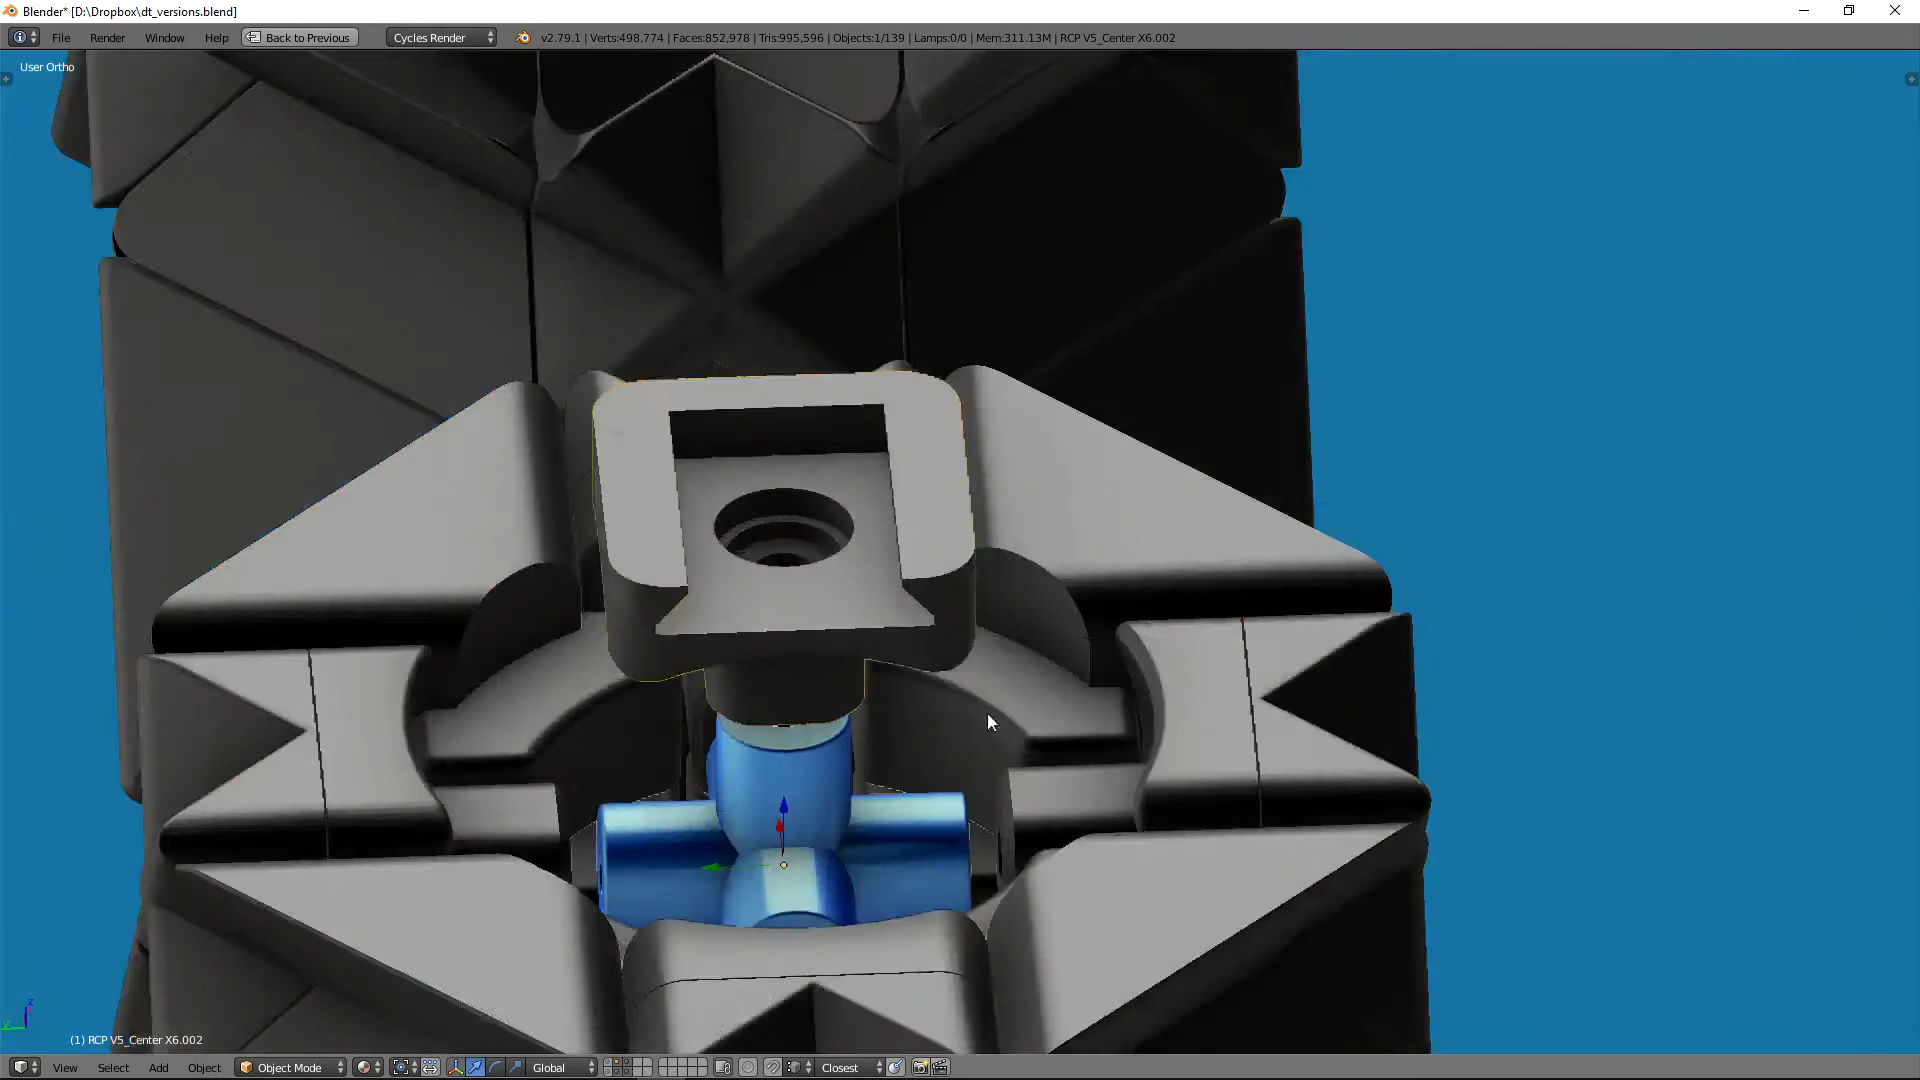 Blender* [D:\Dropbox\dt_versions.blend]
File Render Window Help Back to Previous Cycles Render v2.79.1 | Verts:498,774 | Faces:852,978 | Tris:995,596 | Objects:1/139 | Lamps:0/0 | Mem:311.13M | RCP V5_Center X6.002
User Ortho
z
y
(1) RCP V5_Center X6.002
View Select Add Object Object Mode Global Closest